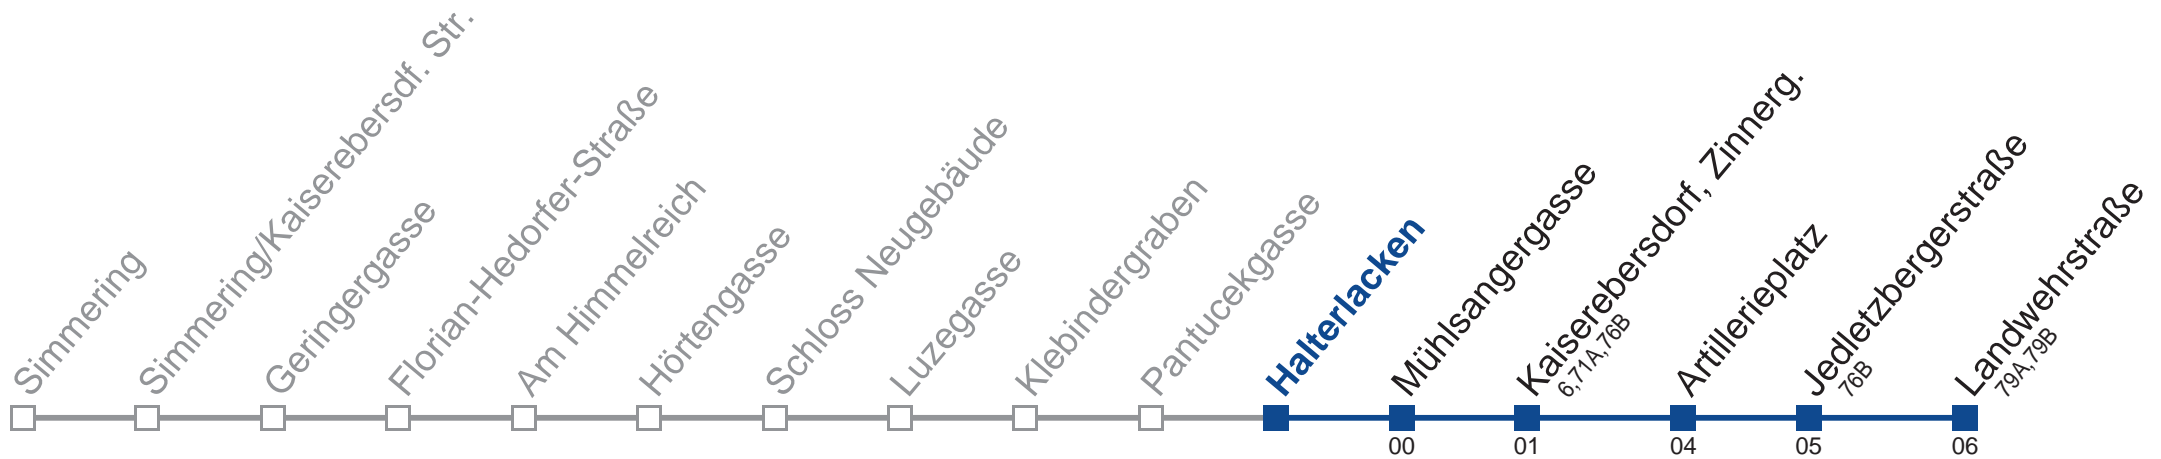 Simmering
Simmering/Kaiserebersdf. Str.
Geringergasse
Florian-Hedorfer-Straße
Am Himmelreich
Hörtengasse
Schloss Neugebäude
Luzegasse
Klebindergraben
Pantucekgasse
Halterlacken
Mühlsangergasse
Kaiserebersdorf, Zinnerg.
6,71A,76B
Artillerieplatz
Jedletzbergerstraße
76B
Landwehrstraße
79A,79B
00
01
04
05
06